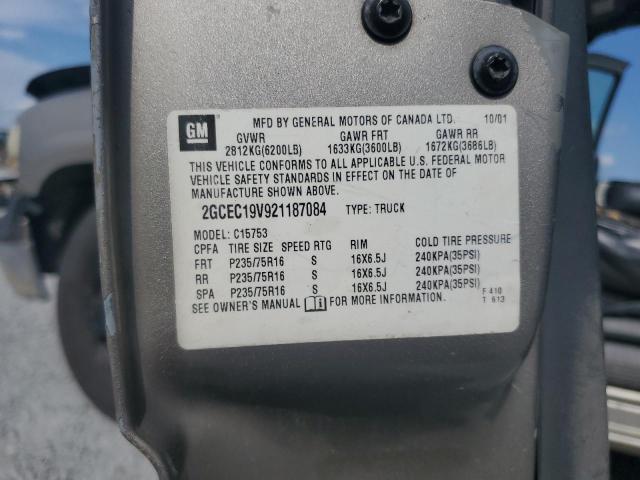 GM
MFD BY GENERAL MOTORS OF CANADA LTD. 10/01
GVWR GAWR FRT GAWR RR
2812KG(6200LB) 1633KG(3600LB) 1672KG(3686LB)
THIS VEHICLE CONFORMS TO ALL APPLICABLE U.S. FEDERAL MOTOR
VEHICLE SAFETY STANDARDS IN EFFECT ON THE DATE OF
MANUFACTURE SHOWN ABOVE.
2GCEC19V921187084 TYPE: TRUCK
MODEL: C15753
CPFA TIRE SIZE SPEED RTG RIM COLD TIRE PRESSURE
FRT P235/75R16 S 16X6.5J 240KPA(35PSI)
RR P235/75R16 S 16X6.5J 240KPA(35PSI)
SPA P235/75R16 S 16X6.5J 240KPA(35PSI)
SEE OWNER'S MANUAL FOR MORE INFORMATION.
F 410
T 613